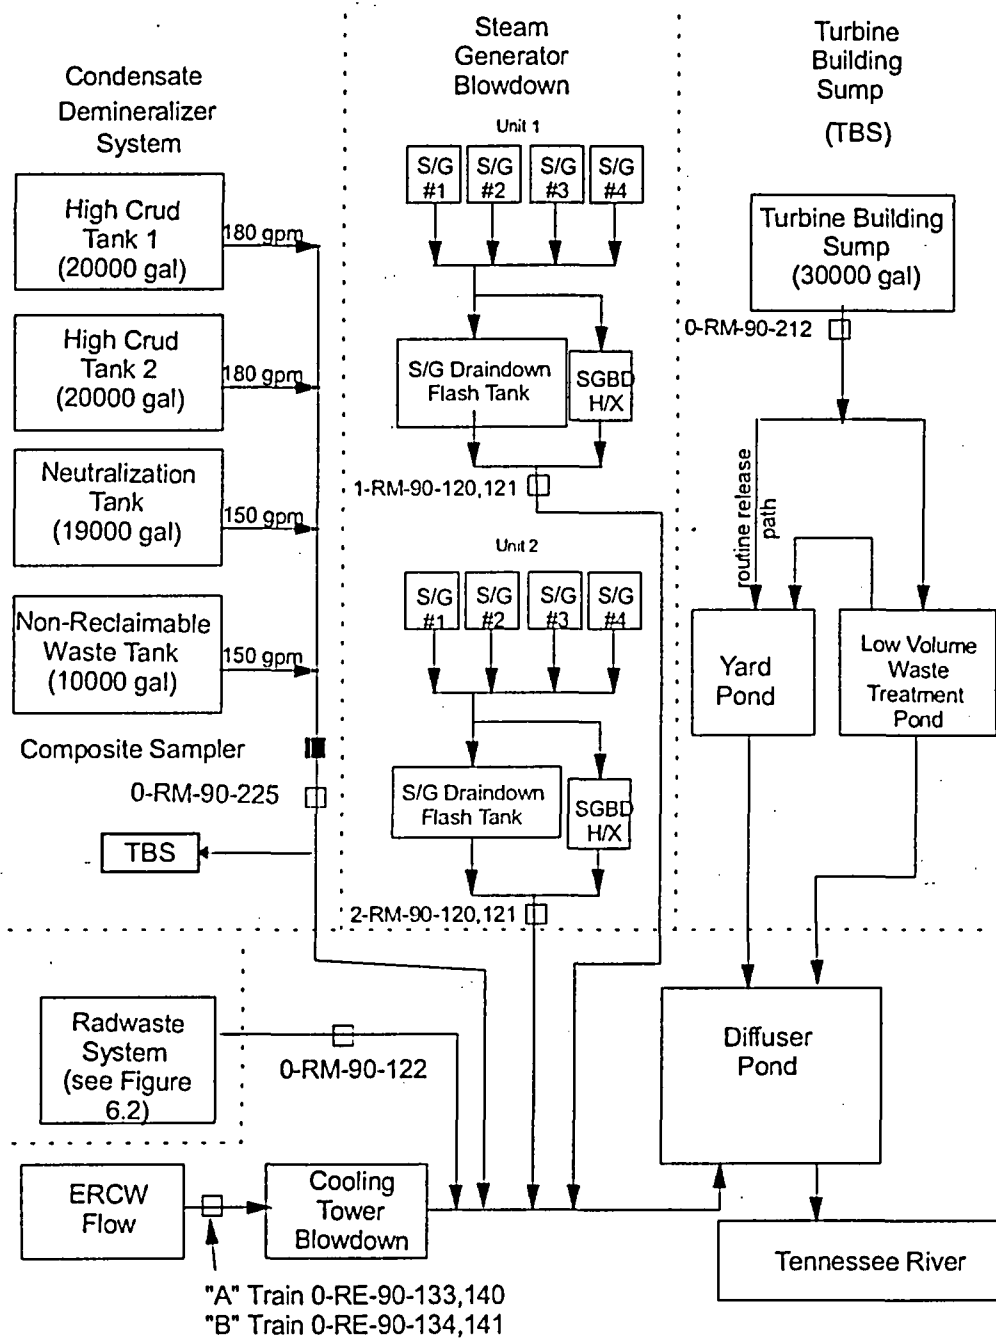 Condensate
Demineralizer
System
High Crud
Tank 1
(20000 gal)
180 gpm
High Crud
Tank 2
(20000 gal)
180 gpm
Neutralization
Tank
(19000 gal)
150 gpm
Non-Reclaimable
Waste Tank
(10000 gal)
150 gpm
Composite Sampler
0-RM-90-225
TBS
Steam
Generator
Blowdown
Unit 1
S/G
#1
S/G
#2
S/G
#3
S/G
#4
S/G Draindown
Flash Tank
SGBD
H/X
1-RM-90-120,121
Unit 2
S/G
#1
S/G
#2
S/G
#3
S/G
#4
S/G Draindown
Flash Tank
SGBD
H/X
2-RM-90-120,121
Turbine
Building
Sump
(TBS)
Turbine Building
Sump
(30000 gal)
0-RM-90-212
routine release
path
Yard
Pond
Low Volume
Waste
Treatment
Pond
Radwaste
System
(see Figure
6.2)
0-RM-90-122
Diffuser
Pond
ERCW
Flow
Cooling
Tower
Blowdown
Tennessee River
"A" Train 0-RE-90-133,140
"B" Train 0-RE-90-134,141